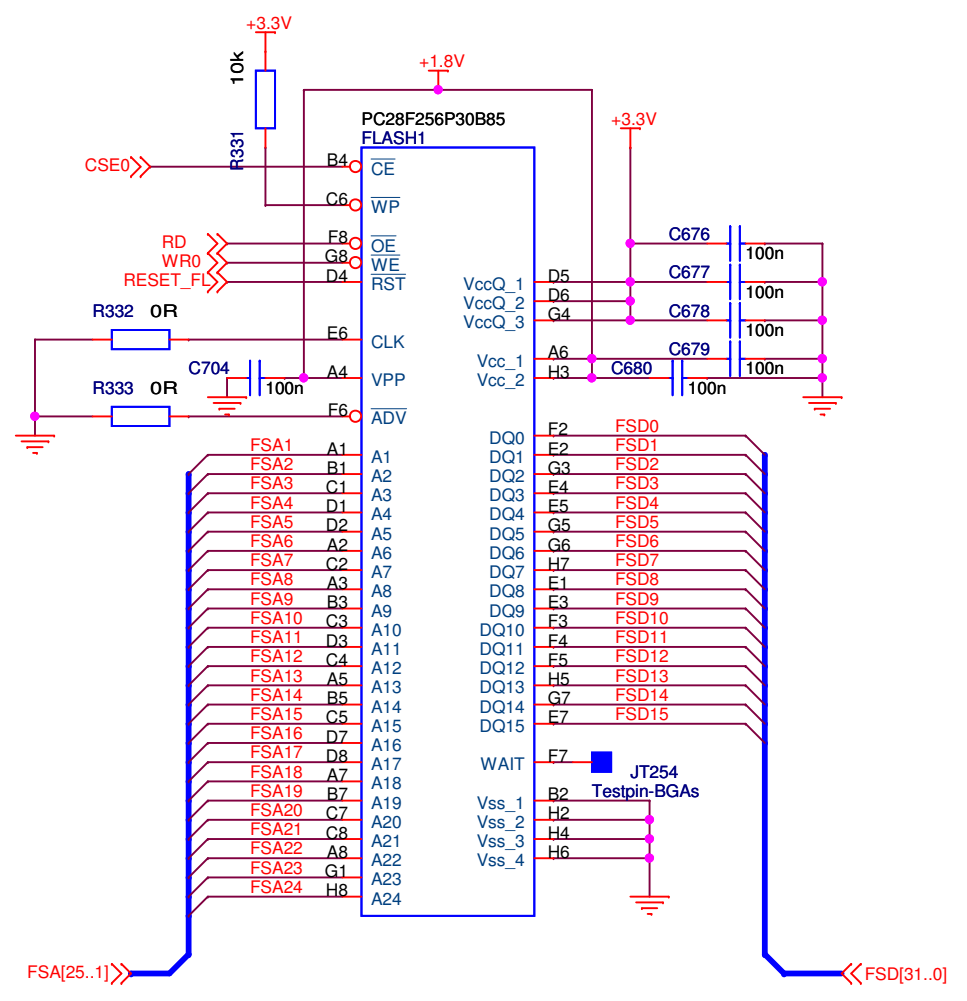 +3.3V
10k
R331
+1.8V
PC28F256P30B85
FLASH1
+3.3V
CSE0 B4 CE
C6 WP
RD F8 OE
WR0 G8 WE
RESET_FL D4 RST
R332 0R E6 CLK
C704 100n A4 VPP
R333 0R F6 ADV
VccQ_1 D5
VccQ_2 D6
VccQ_3 G4
Vcc_1 A6
Vcc_2 H3
C676 100n
C677 100n
C678 100n
C679 100n
C680 100n
FSA1 A1 A1
FSA2 B1 A2
FSA3 C1 A3
FSA4 D1 A4
FSA5 D2 A5
FSA6 A2 A6
FSA7 C2 A7
FSA8 A3 A8
FSA9 B3 A9
FSA10 C3 A10
FSA11 D3 A11
FSA12 C4 A12
FSA13 A5 A13
FSA14 B5 A14
FSA15 C5 A15
FSA16 D7 A16
FSA17 D8 A17
FSA18 A7 A18
FSA19 B7 A19
FSA20 C7 A20
FSA21 C8 A21
FSA22 A8 A22
FSA23 G1 A23
FSA24 H8 A24
DQ0 F2 FSD0
DQ1 E2 FSD1
DQ2 G3 FSD2
DQ3 E4 FSD3
DQ4 E5 FSD4
DQ5 G5 FSD5
DQ6 G6 FSD6
DQ7 H7 FSD7
DQ8 E1 FSD8
DQ9 E3 FSD9
DQ10 F3 FSD10
DQ11 F4 FSD11
DQ12 F5 FSD12
DQ13 H5 FSD13
DQ14 G7 FSD14
DQ15 E7 FSD15
WAIT F7
JT254
Testpin-BGAs
Vss_1 B2
Vss_2 H2
Vss_3 H4
Vss_4 H6
FSA[25..1]
FSD[31..0]